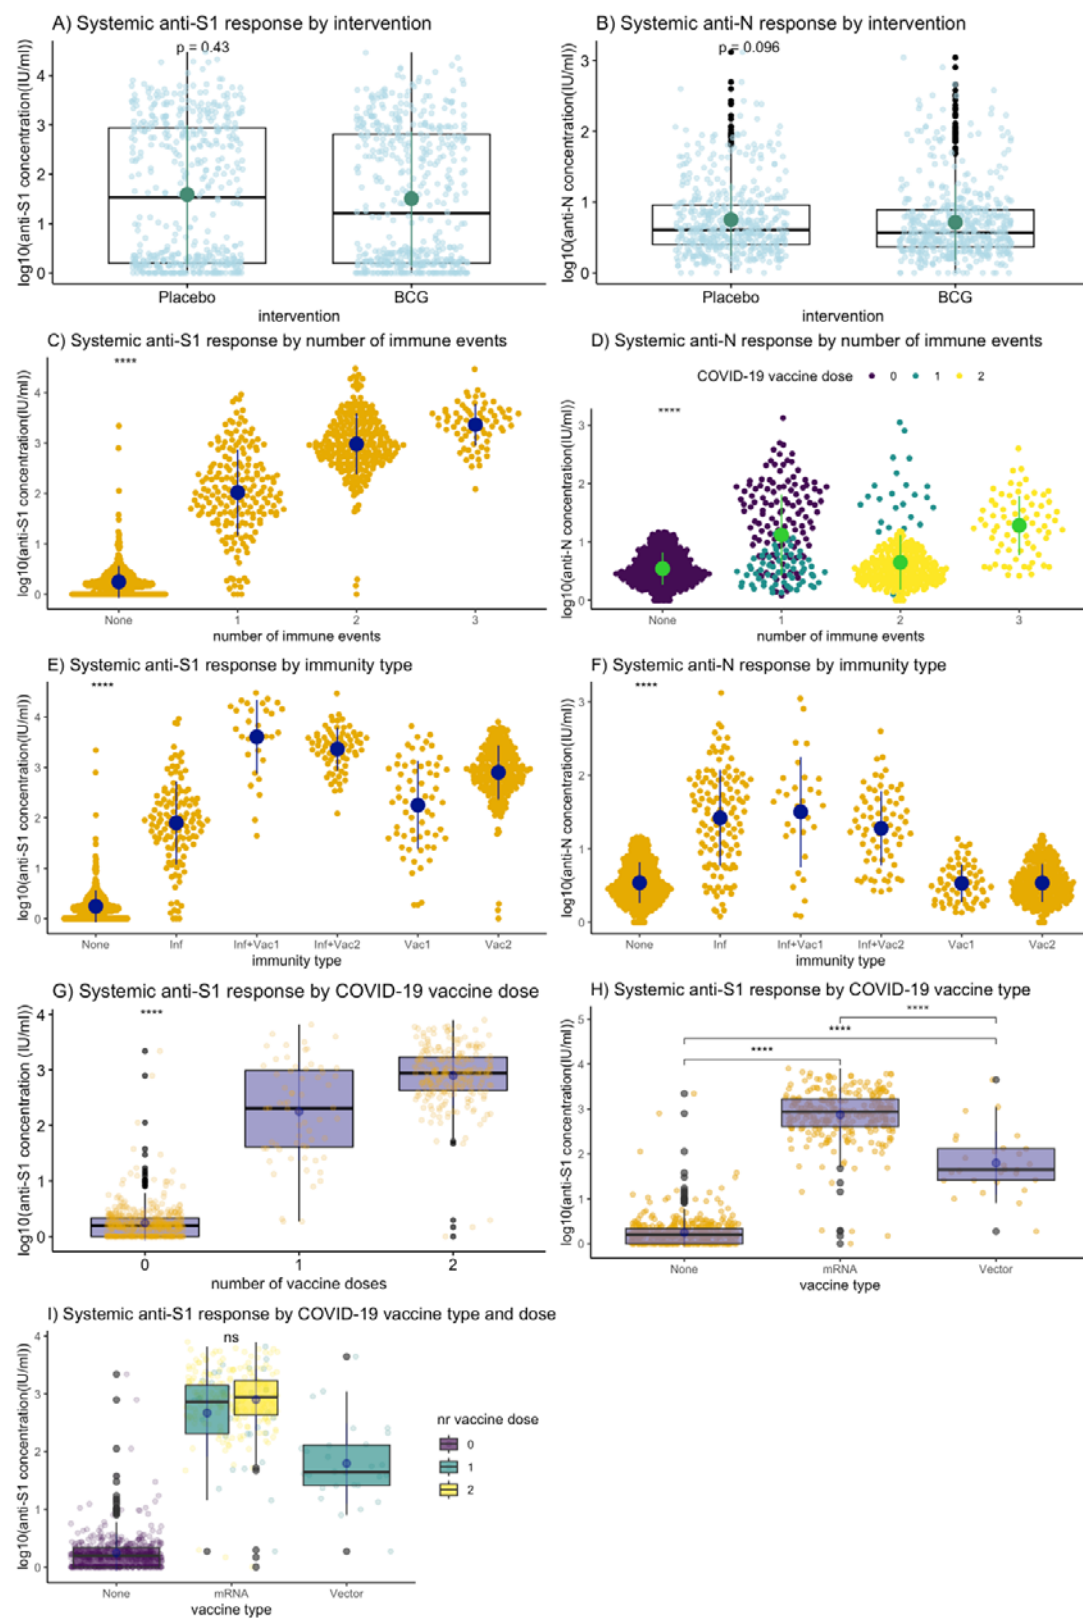 A) Systemic anti-S1 response by intervention
p = 0.43
log10(anti-S1 concentration(IU/ml))
4
3
2
1
0
Placebo
BCG
intervention
B) Systemic anti-N response by intervention
p = 0.096
log10(anti-N concentration(IU/ml))
3
2
1
0
Placebo
BCG
intervention
C) Systemic anti-S1 response by number of immune events
****
log10(anti-S1 concentration(IU/ml))
4
3
2
1
0
None
1
2
3
number of immune events
D) Systemic anti-N response by number of immune events
COVID-19 vaccine dose 0 1 2
****
log10(anti-N concentration(IU/ml))
3
2
1
0
None
1
2
3
number of immune events
E) Systemic anti-S1 response by immunity type
****
log10(anti-S1 concentration(IU/ml))
4
3
2
1
0
None
Inf
Inf+Vac1
Inf+Vac2
Vac1
Vac2
immunity type
F) Systemic anti-N response by immunity type
****
log10(anti-N concentration(IU/ml))
3
2
1
0
None
Inf
Inf+Vac1
Inf+Vac2
Vac1
Vac2
immunity type
G) Systemic anti-S1 response by COVID-19 vaccine dose
****
log10(anti-S1 concentration (IU/ml))
4
3
2
1
0
0
1
2
number of vaccine doses
H) Systemic anti-S1 response by COVID-19 vaccine type
****
****
****
log10(anti-S1 concentration(IU/ml))
5
4
3
2
1
0
None
mRNA
Vector
vaccine type
I) Systemic anti-S1 response by COVID-19 vaccine type and dose
ns
log10(anti-S1 concentration(IU/ml))
4
3
2
1
0
None
mRNA
Vector
vaccine type
nr vaccine dose
0
1
2